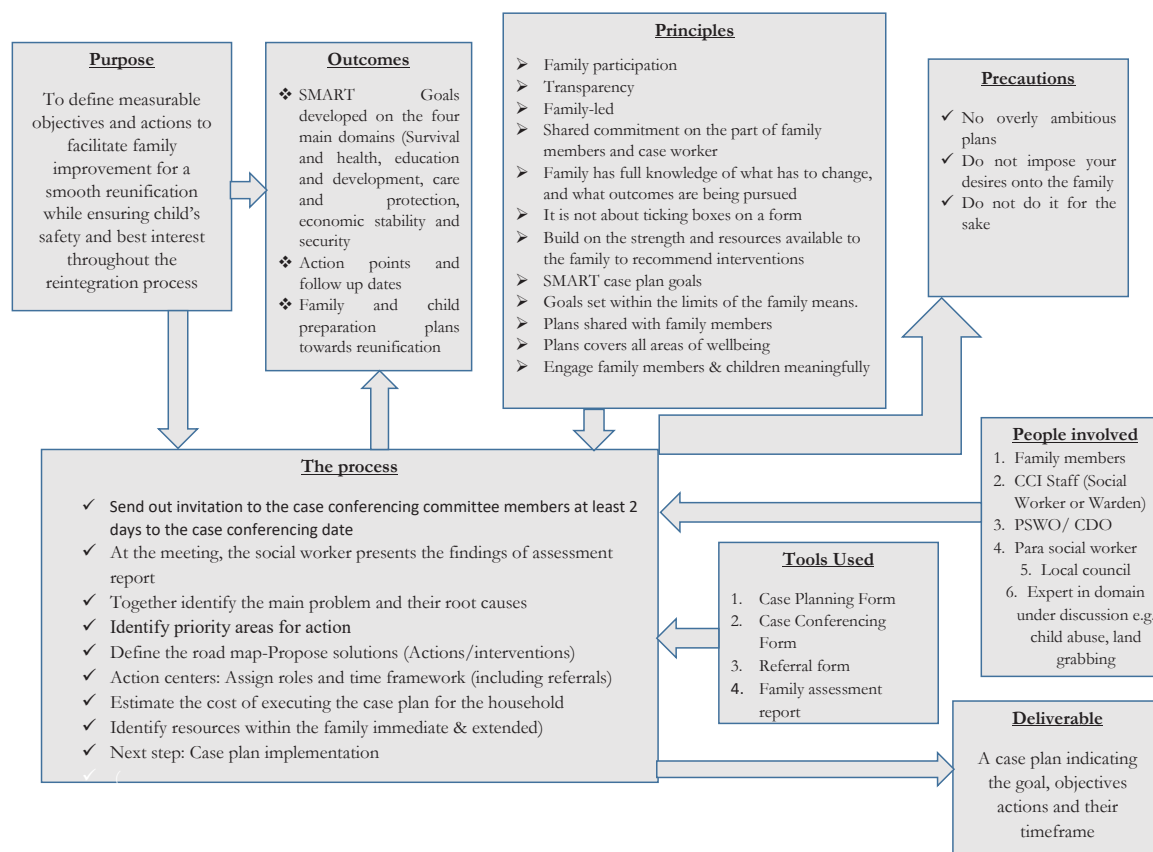 Purpose
To define measurable
objectives and actions to
facilitate family
improvement for a
smooth reunification
while ensuring child's
safety and best interest
throughout the
reintegration process
Outcomes
❖ SMART Goals
developed on the four
main domains (Survival
and health, education
and development, care
and protection,
economic stability and
security
❖ Action points and
follow up dates
❖ Family and child
preparation plans
towards reunification
Principles
➢ Family participation
➢ Transparency
➢ Family-led
➢ Shared commitment on the part of family
members and case worker
➢ Family has full knowledge of what has to change,
and what outcomes are being pursued
➢ It is not about ticking boxes on a form
➢ Build on the strength and resources available to
the family to recommend interventions
➢ SMART case plan goals
➢ Goals set within the limits of the family means.
➢ Plans shared with family members
➢ Plans covers all areas of wellbeing
➢ Engage family members & children meaningfully
Precautions
✓ No overly ambitious
plans
✓ Do not impose your
desires onto the family
✓ Do not do it for the
sake
The process
✓ Send out invitation to the case conferencing committee members at least 2
days to the case conferencing date
✓ At the meeting, the social worker presents the findings of assessment
report
✓ Together identify the main problem and their root causes
✓ Identify priority areas for action
✓ Define the road map-Propose solutions (Actions/interventions)
✓ Action centers: Assign roles and time framework (including referrals)
✓ Estimate the cost of executing the case plan for the household
✓ Identify resources within the family immediate & extended)
✓ Next step: Case plan implementation
✓ (
Tools Used
1. Case Planning Form
2. Case Conferencing
Form
3. Referral form
4. Family assessment
report
People involved
1. Family members
2. CCI Staff (Social
Worker or Warden)
3. PSWO/ CDO
4. Para social worker
5. Local council
6. Expert in domain
under discussion e.g.
child abuse, land
grabbing
Deliverable
A case plan indicating
the goal, objectives
actions and their
timeframe